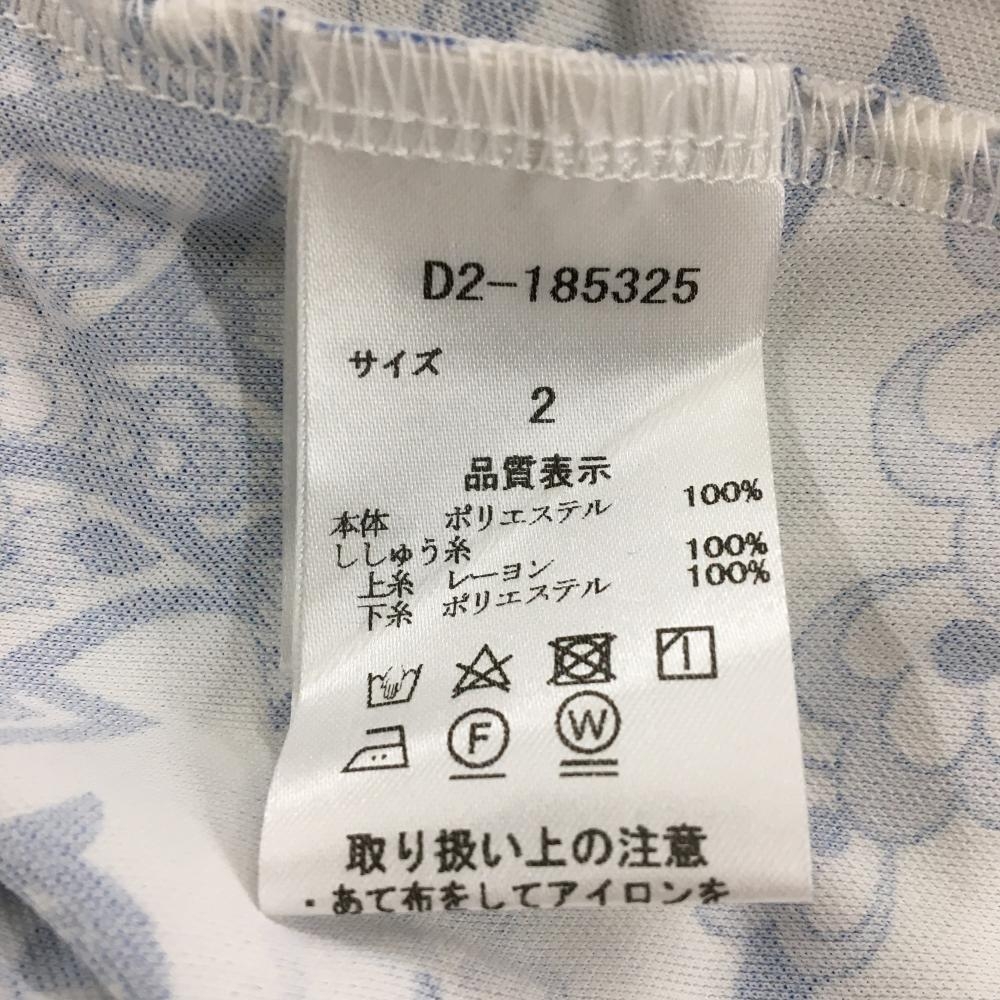 D2-185325
サイズ
2
品質表示
本体 ポリエステル 100%
ししゅう糸
上糸 レーヨン 100%
下糸 ポリエステル 100%
F W
取り扱い上の注意
・あて布をしてアイロンを